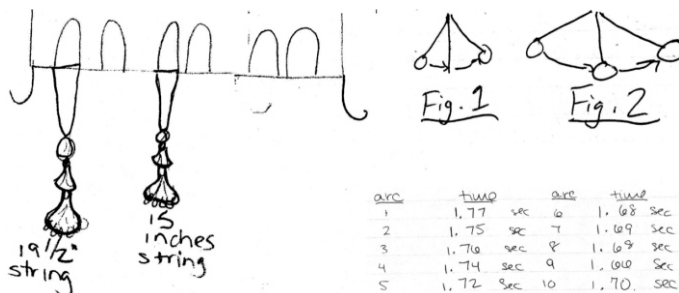 19 1/2"
string
15
inches
string
Fig. 1
Fig. 2
arc time arc time
1 1.77 sec 6 1.68 sec
2 1.75 sec 7 1.69 sec
3 1.76 sec 8 1.68 sec
4 1.74 sec 9 1.66 sec
5 1.72 sec 10 1.70 sec